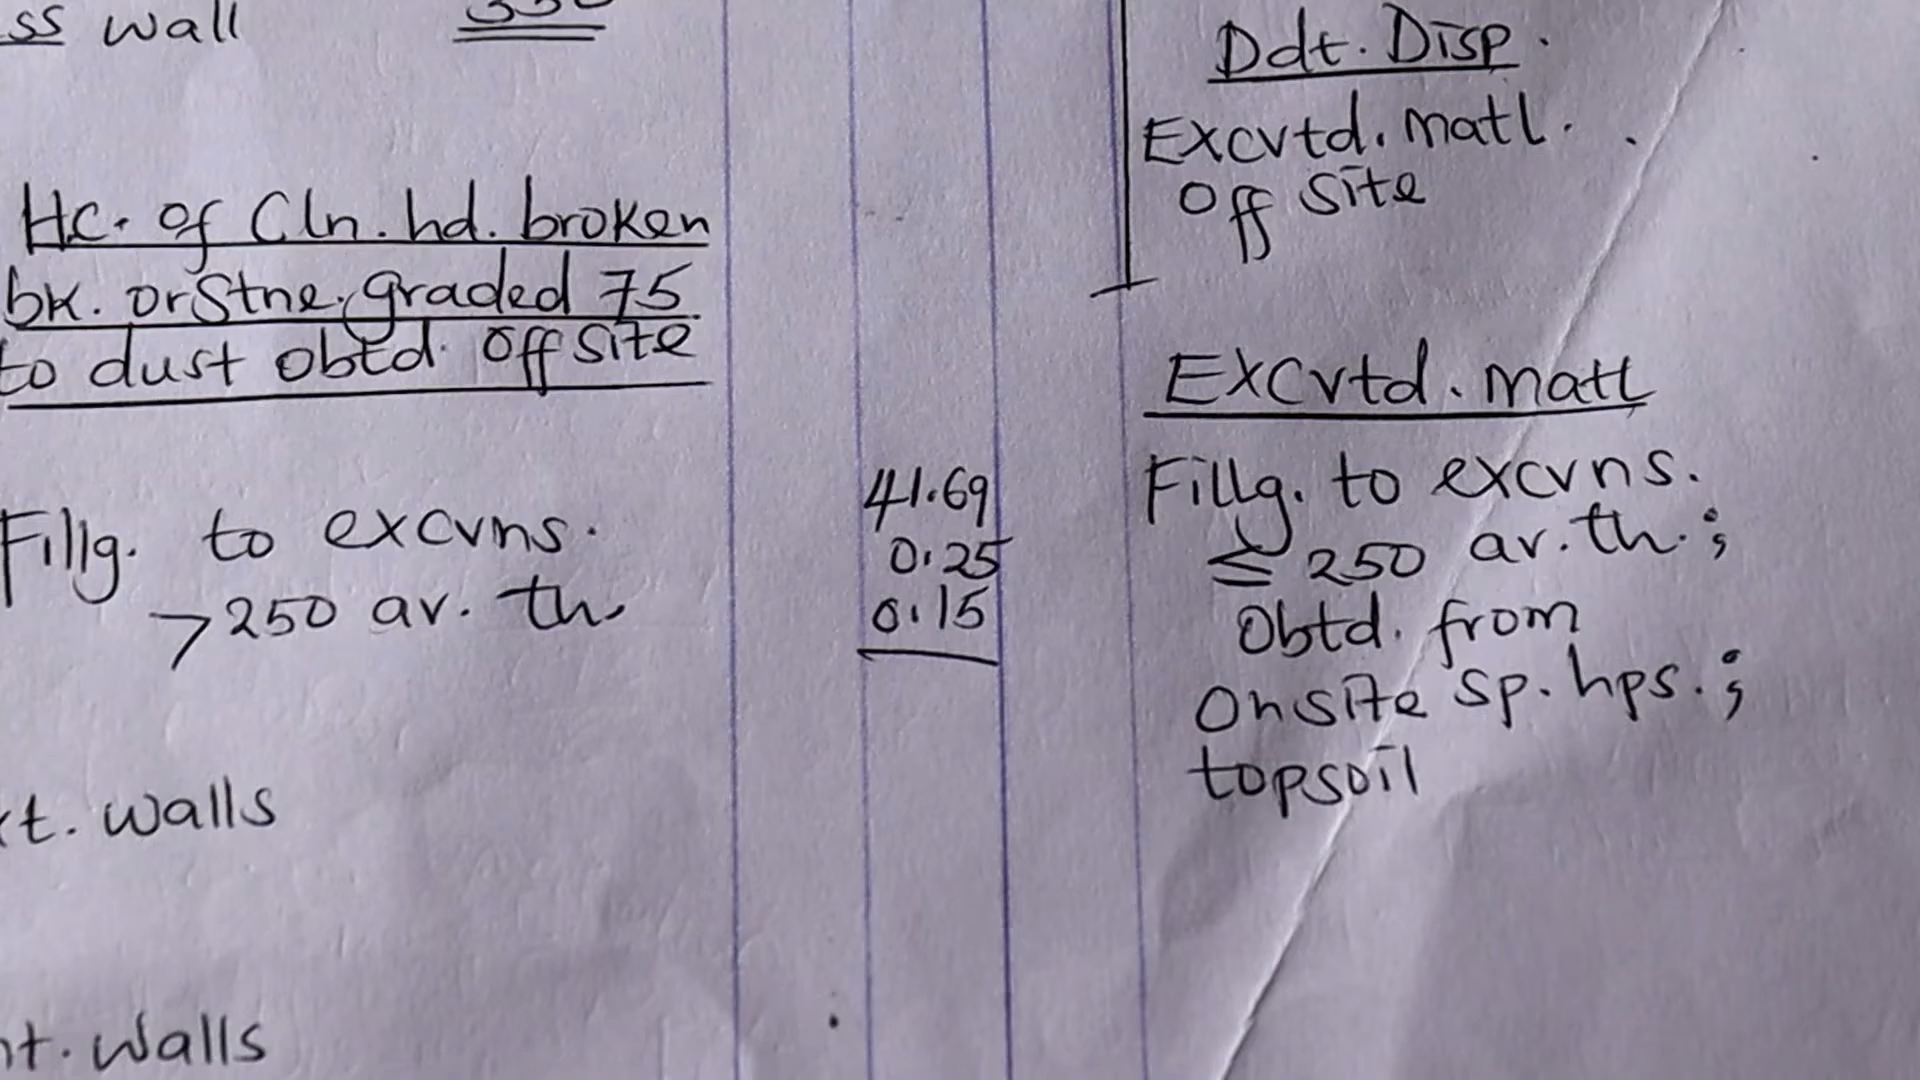 ss wall
HC. of Cln. hd. broken
bk. or Stne. graded 75
to dust obtd. off site
Fillg. to excvns.
>250 av. th
t. walls
t. walls
41.69
0.25
0.15
Ddt. Disp.
Excvtd. matl.
off site
Excvtd. matl
Fillg. to excvns.
≤ 250 av. th. ;
Obtd. from
onsite sp. hps. ;
topsoil